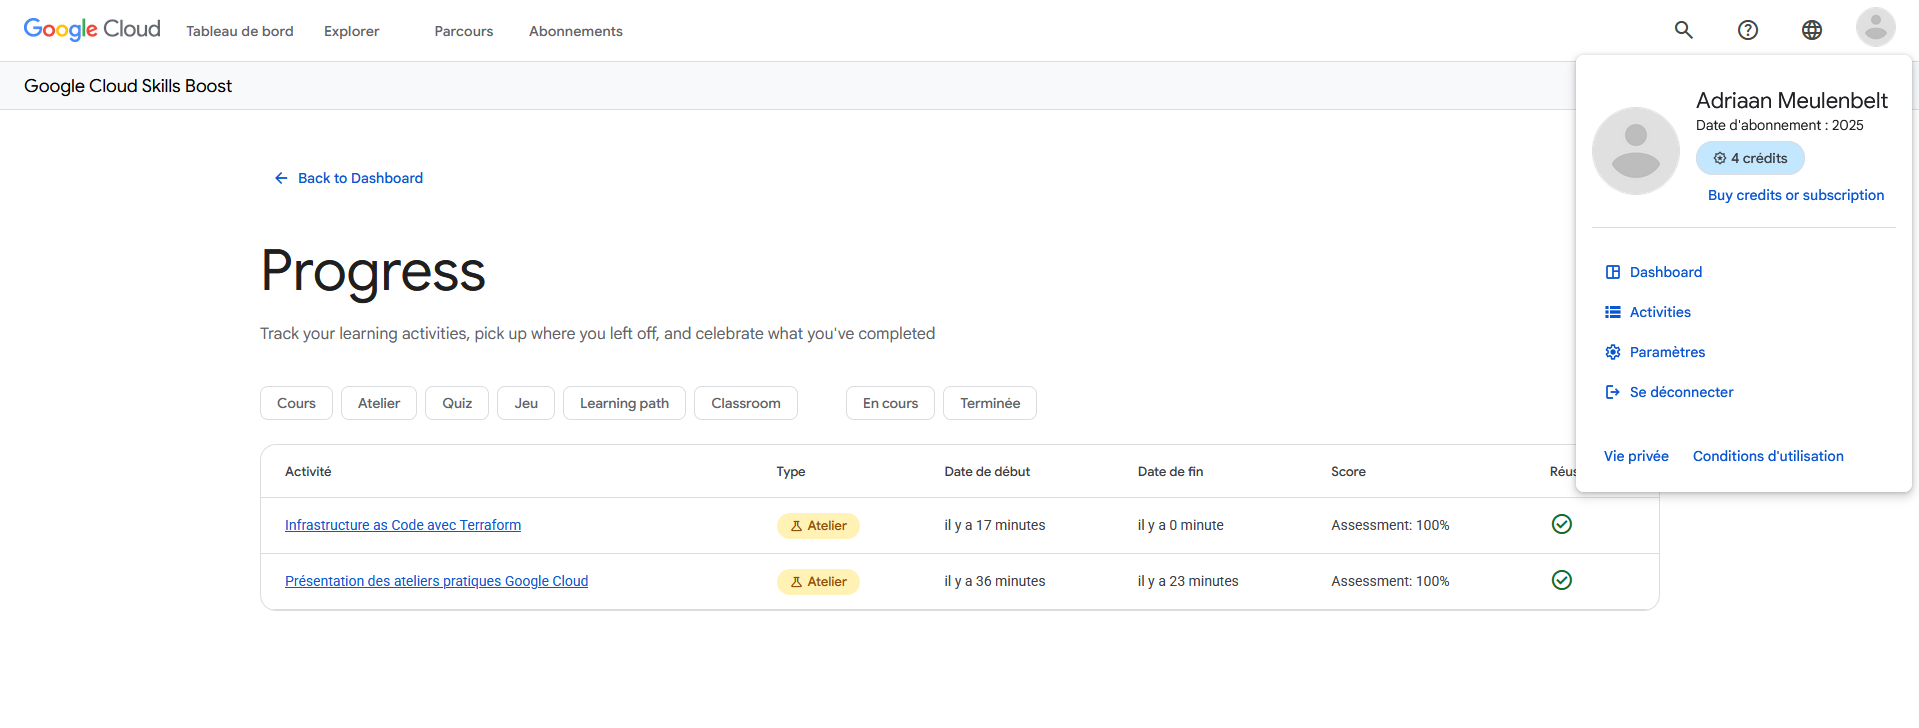 Google Cloud Tableau de bord Explorer Parcours Abonnements
Google Cloud Skills Boost
Adriaan Meulenbelt
Date d'abonnement : 2025
4 crédits
Buy credits or subscription
Dashboard
Activities
Paramètres
Se déconnecter
Vie privée Conditions d'utilisation
Back to Dashboard
Progress
Track your learning activities, pick up where you left off, and celebrate what you've completed
Cours Atelier Quiz Jeu Learning path Classroom En cours Terminée
Activité Type Date de début Date de fin Score
Infrastructure as Code avec Terraform Atelier il y a 17 minutes il y a 0 minute Assessment: 100%
Présentation des ateliers pratiques Google Cloud Atelier il y a 36 minutes il y a 23 minutes Assessment: 100%